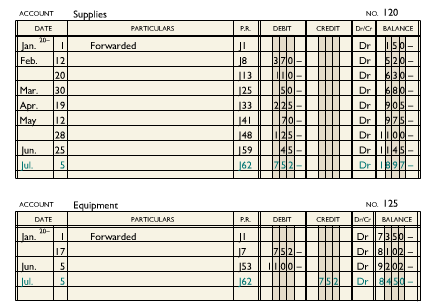 ACCOUNT Supplies NO. 120
DATE PARTICULARS P.R. DEBIT CREDIT Dr/Cr BALANCE
20–
Jan. 1 Forwarded J1 Dr 150 –
Feb. 12 J8 370 – Dr 520 –
20 J13 110 – Dr 630 –
Mar. 30 J25 50 – Dr 680 –
Apr. 19 J33 225 – Dr 905 –
May 12 J41 70 – Dr 975 –
28 J48 125 – Dr 1100 –
Jun. 25 J59 45 – Dr 1145 –
Jul. 5 J62 752 – Dr 1897 –
ACCOUNT Equipment NO. 125
DATE PARTICULARS P.R. DEBIT CREDIT Dr/Cr BALANCE
20–
Jan. 1 Forwarded J1 Dr 7350 –
17 J7 752 – Dr 8102 –
Jun. 5 J53 1100 – Dr 9202 –
Jul. 5 J62 752 Dr 8450 –